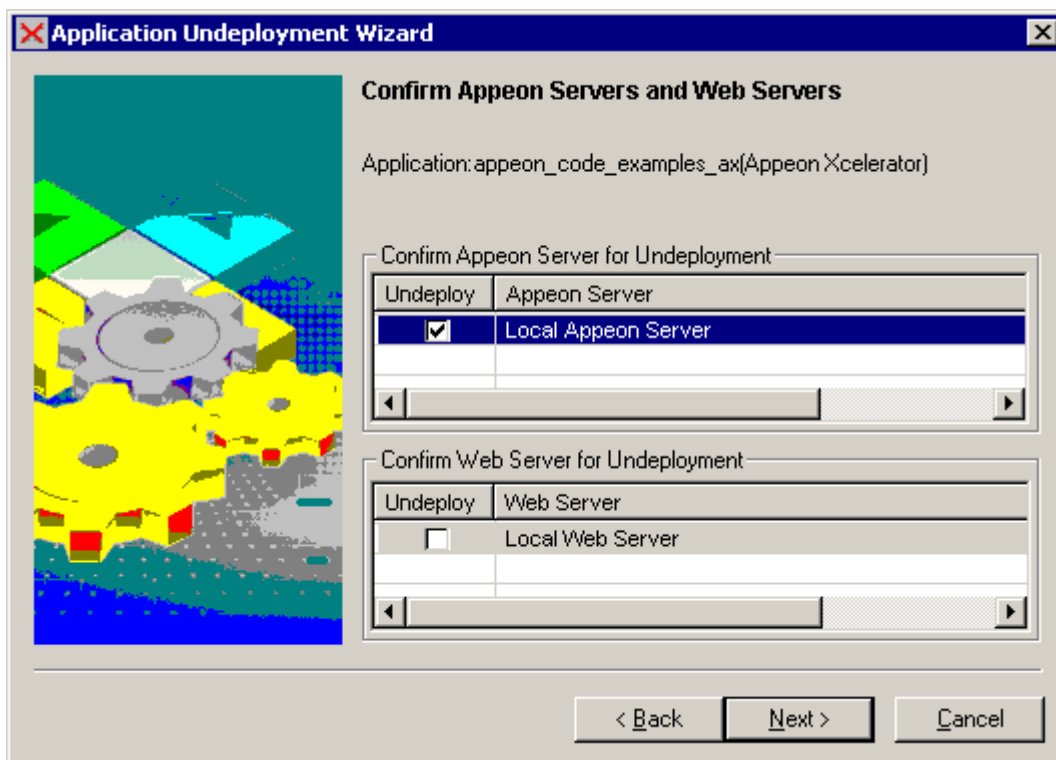 Application Undeployment Wizard
Confirm Appeon Servers and Web Servers
Application:appeon_code_examples_ax(Appeon Xcelerator)
Confirm Appeon Server for Undeployment
Undeploy Appeon Server
Local Appeon Server
Confirm Web Server for Undeployment
Undeploy Web Server
Local Web Server
< Back Next > Cancel